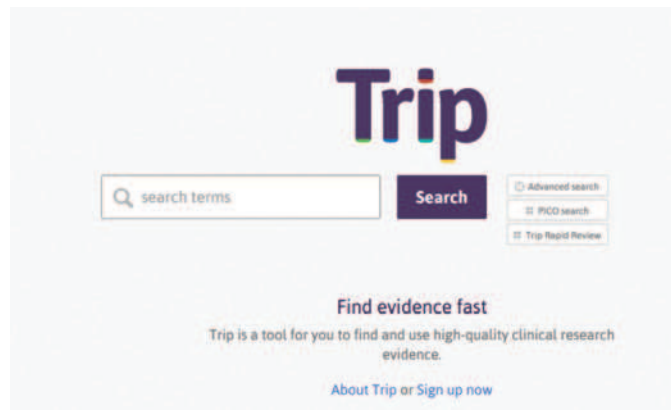 Trip
search terms
Search
Advanced search
PICO search
Trip Rapid Review
Find evidence fast
Trip is a tool for you to find and use high-quality clinical research
evidence.
About Trip or Sign up now